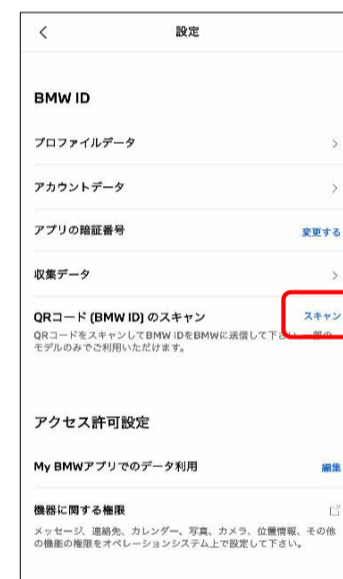 設定
BMW ID
プロファイルデータ
アカウントデータ
アプリの暗証番号 変更する
収集データ
QRコード (BMW ID) のスキャン スキャン
QRコードをスキャンしてBMW IDをBMWに送信して下さい 一部の
モデルのみでご利用いただけます。
アクセス許可設定
My BMWアプリでのデータ利用 編集
機器に関する権限
メッセージ、連絡先、カレンダー、写真、カメラ、位置情報、その他
の機能の権限をオペレーションシステム上で設定して下さい。